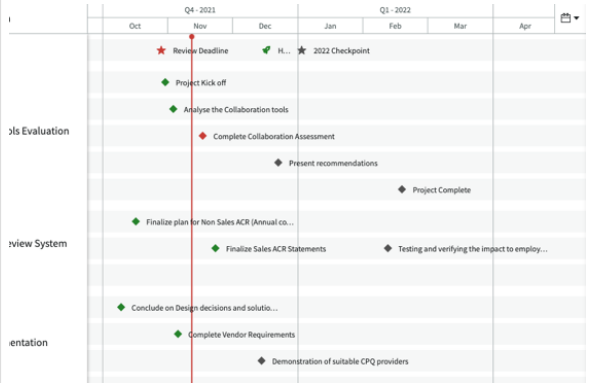 Q4 - 2021 Q1 - 2022
Oct Nov Dec Jan Feb Mar Apr
Review Deadline H... 2022 Checkpoint
Project Kick off
Analyse the Collaboration tools
ols Evaluation
Complete Collaboration Assessment
Present recommendations
Project Complete
Finalize plan for Non Sales ACR (Annual co...
eview System
Finalize Sales ACR Statements Testing and verifying the impact to employ...
Conclude on Design decisions and solutio...
Complete Vendor Requirements
entation
Demonstration of suitable CPQ providers